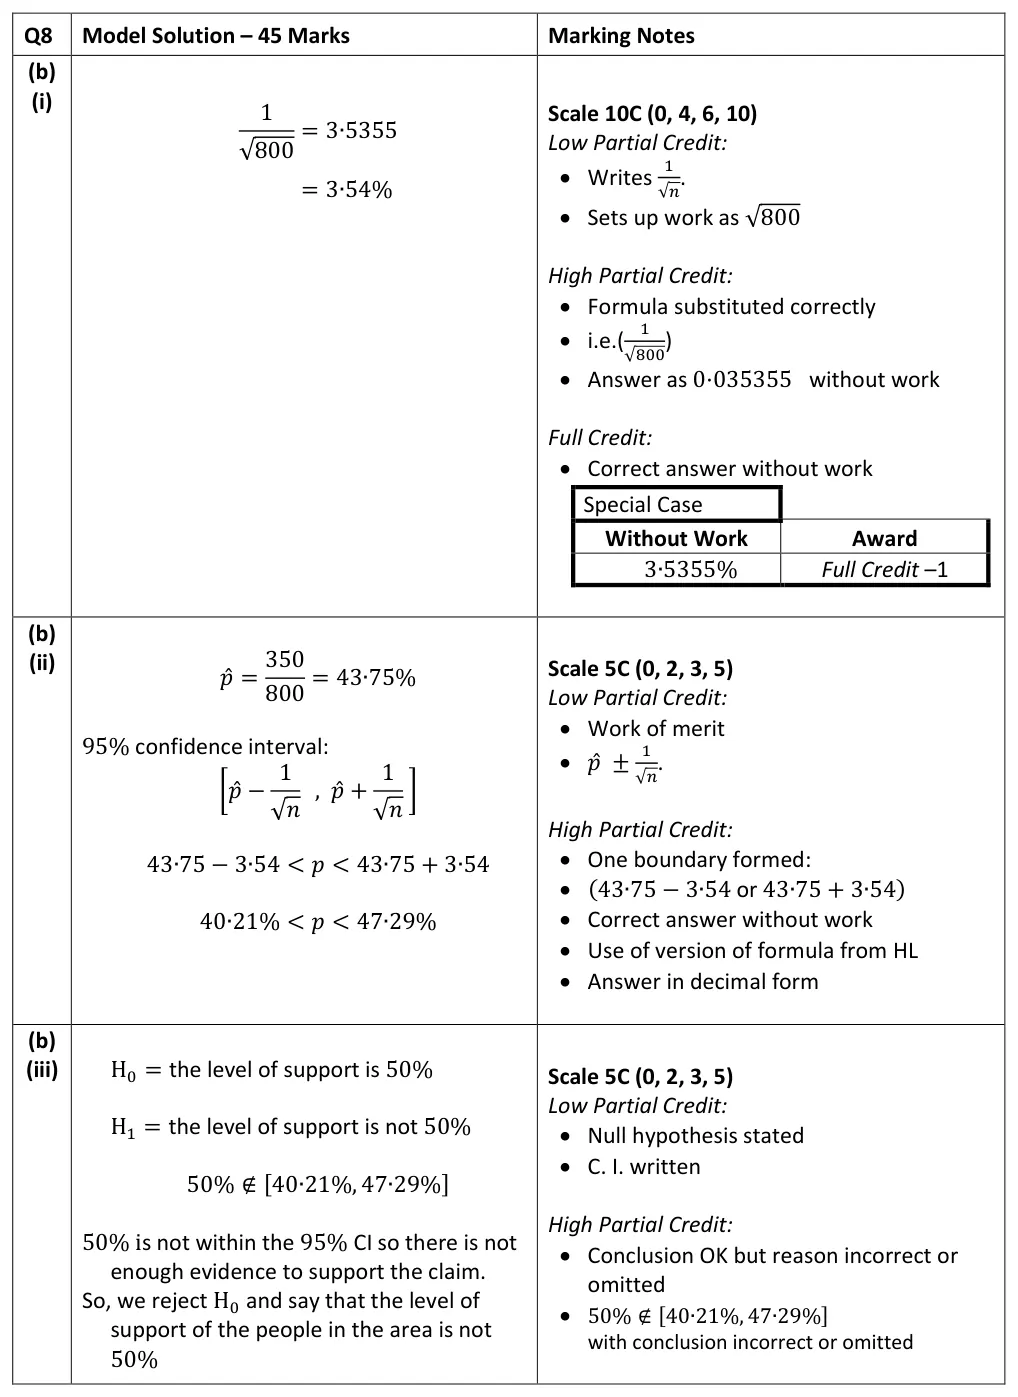 Q8 Model Solution – 45 Marks Marking Notes
(b)
(i)
1/√800 = 3·5355
= 3·54%
Scale 10C (0, 4, 6, 10)
Low Partial Credit:
• Writes 1/√n.
• Sets up work as √800
High Partial Credit:
• Formula substituted correctly
• i.e.(1/√800)
• Answer as 0·035355 without work
Full Credit:
• Correct answer without work
Special Case
Without Work Award
3·5355% Full Credit –1
(b)
(ii)
p̂ = 350/800 = 43·75%
95% confidence interval:
[p̂ − 1/√n , p̂ + 1/√n]
43·75 − 3·54 < p < 43·75 + 3·54
40·21% < p < 47·29%
Scale 5C (0, 2, 3, 5)
Low Partial Credit:
• Work of merit
• p̂ ± 1/√n.
High Partial Credit:
• One boundary formed:
• (43·75 − 3·54 or 43·75 + 3·54)
• Correct answer without work
• Use of version of formula from HL
• Answer in decimal form
(b)
(iii)
H₀ = the level of support is 50%
H₁ = the level of support is not 50%
50% ∉ [40·21%, 47·29%]
50% is not within the 95% CI so there is not
enough evidence to support the claim.
So, we reject H₀ and say that the level of
support of the people in the area is not
50%
Scale 5C (0, 2, 3, 5)
Low Partial Credit:
• Null hypothesis stated
• C. I. written
High Partial Credit:
• Conclusion OK but reason incorrect or
omitted
• 50% ∉ [40·21%, 47·29%]
with conclusion incorrect or omitted